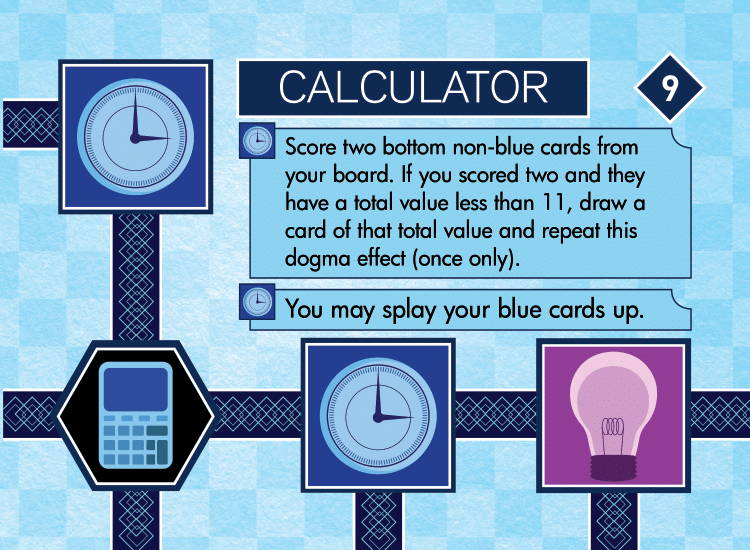 CALCULATOR
9
Score two bottom non-blue cards from
your board. If you scored two and they
have a total value less than 11, draw a
card of that total value and repeat this
dogma effect (once only).
You may splay your blue cards up.